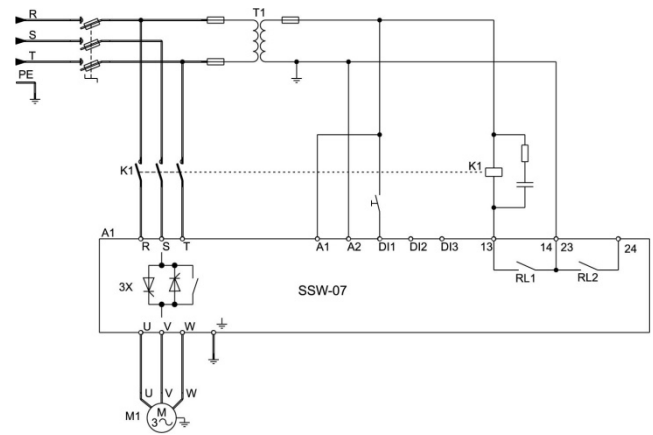 R
T1
S
T
PE
K1
K1
A1
R S T
A1 A2 DI1 DI2 DI3 13 14 23 24
3X
SSW-07
RL1 RL2
U V W
U V W
M1
M
3